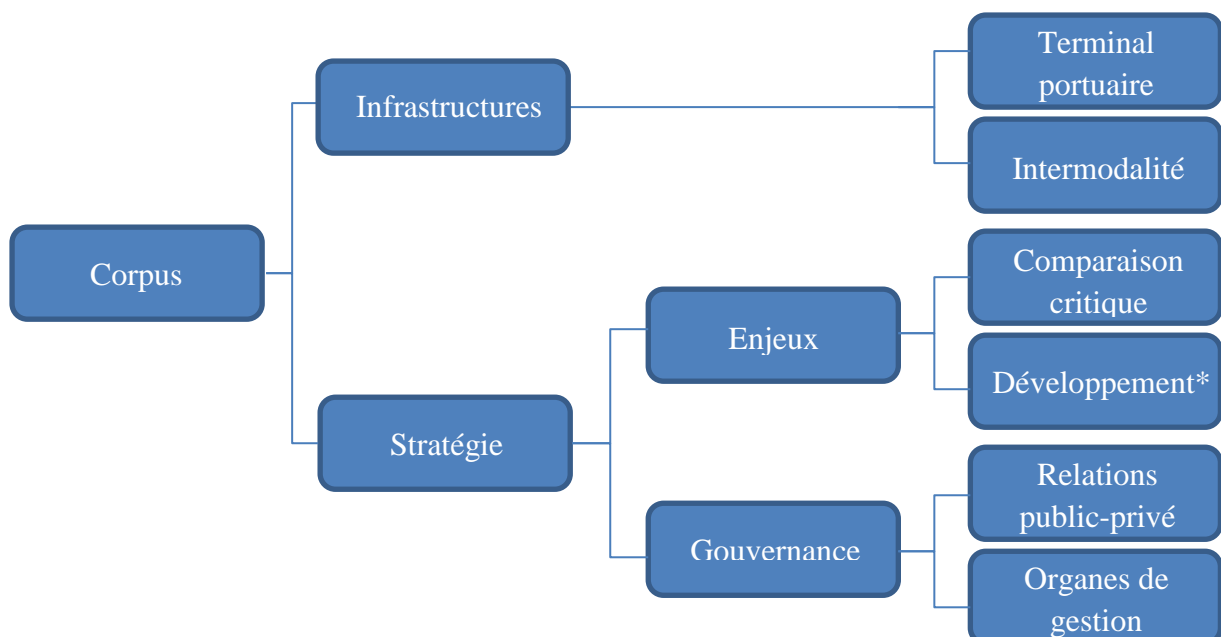 Terminal
portuaire
Infrastructures
Intermodalité
Corpus
Comparaison
critique
Enjeux
Développement*
Stratégie
Relations
public-privé
Gouvernance
Organes de
gestion